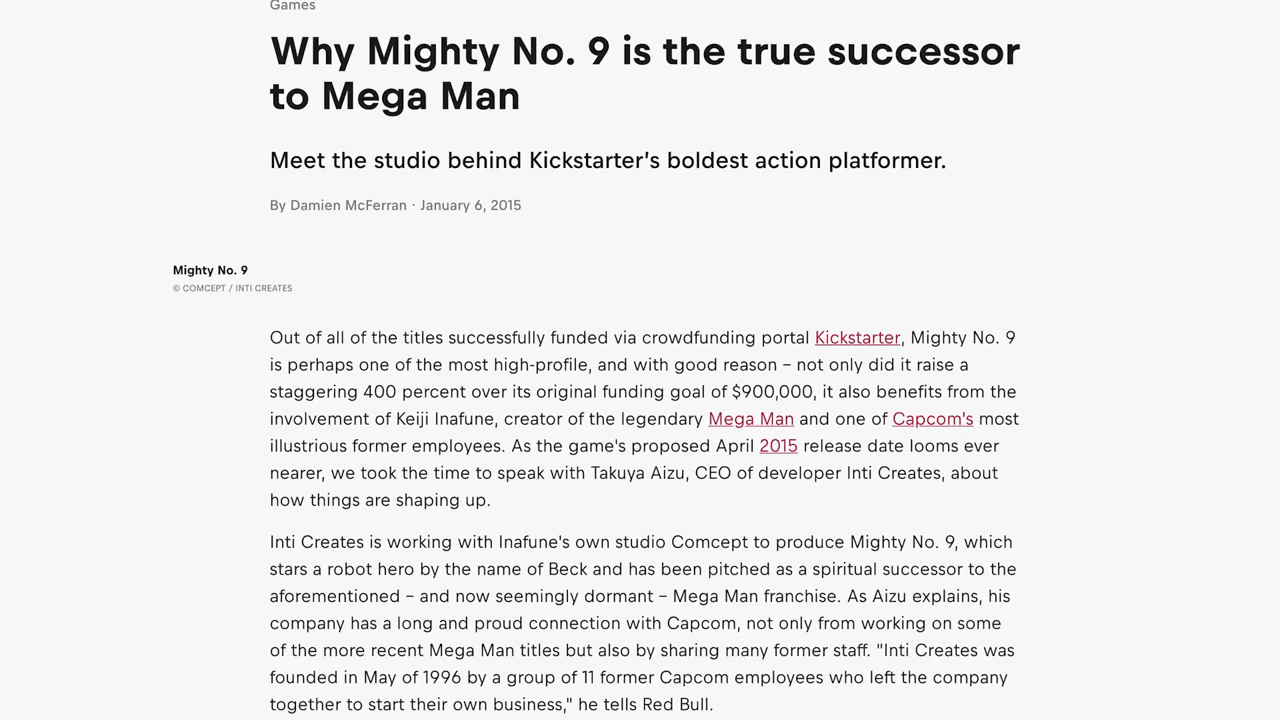 Games
Why Mighty No. 9 is the true successor
to Mega Man
Meet the studio behind Kickstarter's boldest action platformer.
By Damien McFerran · January 6, 2015
Mighty No. 9
© COMCEPT / INTI CREATES
Out of all of the titles successfully funded via crowdfunding portal Kickstarter, Mighty No. 9
is perhaps one of the most high-profile, and with good reason – not only did it raise a
staggering 400 percent over its original funding goal of $900,000, it also benefits from the
involvement of Keiji Inafune, creator of the legendary Mega Man and one of Capcom's most
illustrious former employees. As the game's proposed April 2015 release date looms ever
nearer, we took the time to speak with Takuya Aizu, CEO of developer Inti Creates, about
how things are shaping up.
Inti Creates is working with Inafune's own studio Comcept to produce Mighty No. 9, which
stars a robot hero by the name of Beck and has been pitched as a spiritual successor to the
aforementioned – and now seemingly dormant – Mega Man franchise. As Aizu explains, his
company has a long and proud connection with Capcom, not only from working on some
of the more recent Mega Man titles but also by sharing many former staff. "Inti Creates was
founded in May of 1996 by a group of 11 former Capcom employees who left the company
together to start their own business," he tells Red Bull.